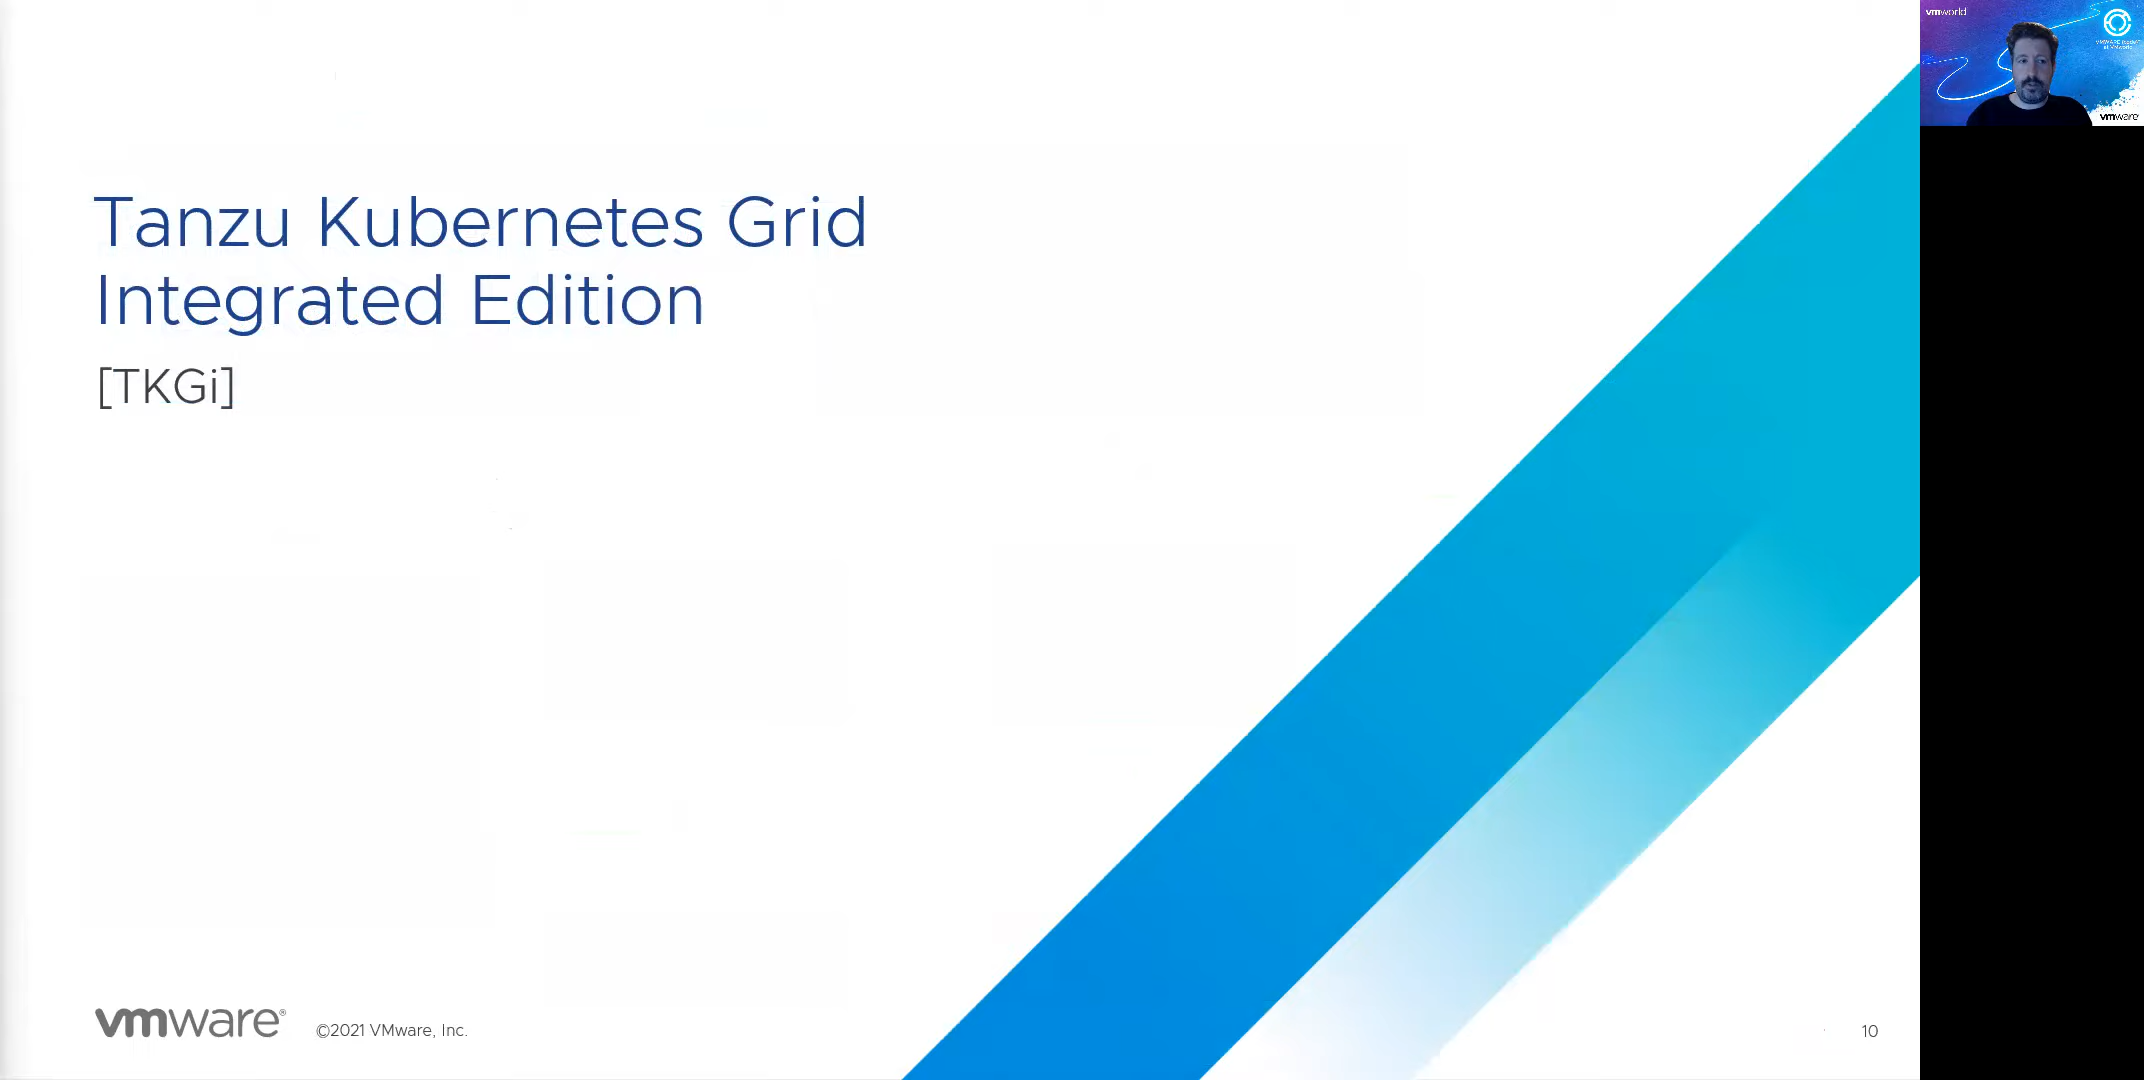 Tanzu Kubernetes Grid
Integrated Edition
[TKGi]
vmware®
©2021 VMware, Inc.
10
vmworld
vmware